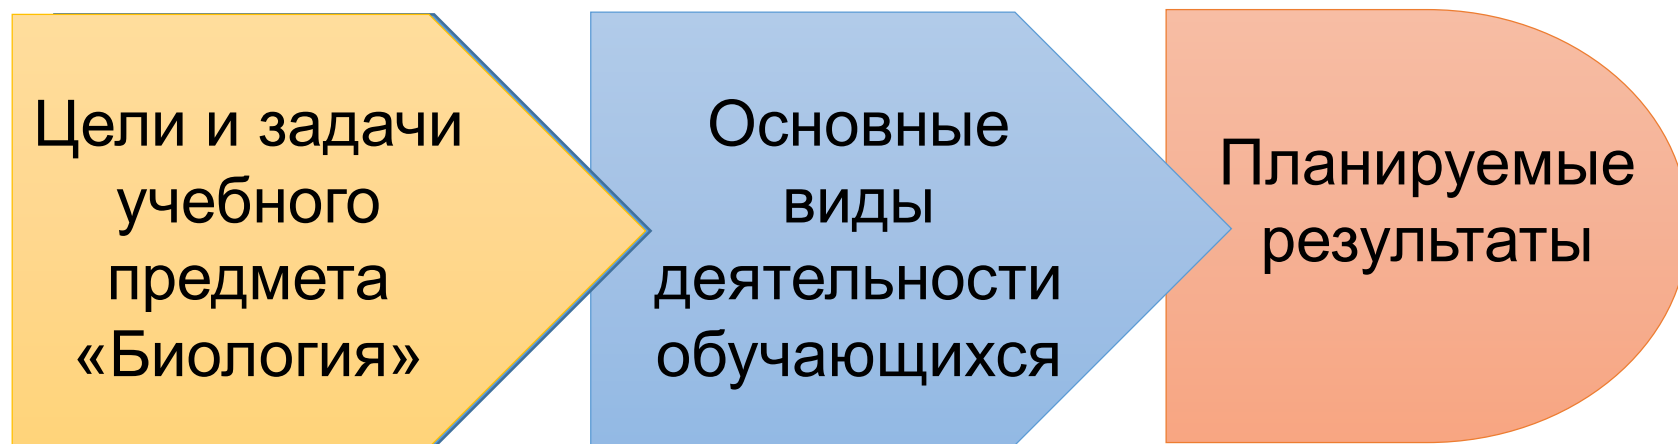 Цели и задачи
учебного
предмета
«Биология»
Основные
виды
деятельности
обучающихся
Планируемые
результаты